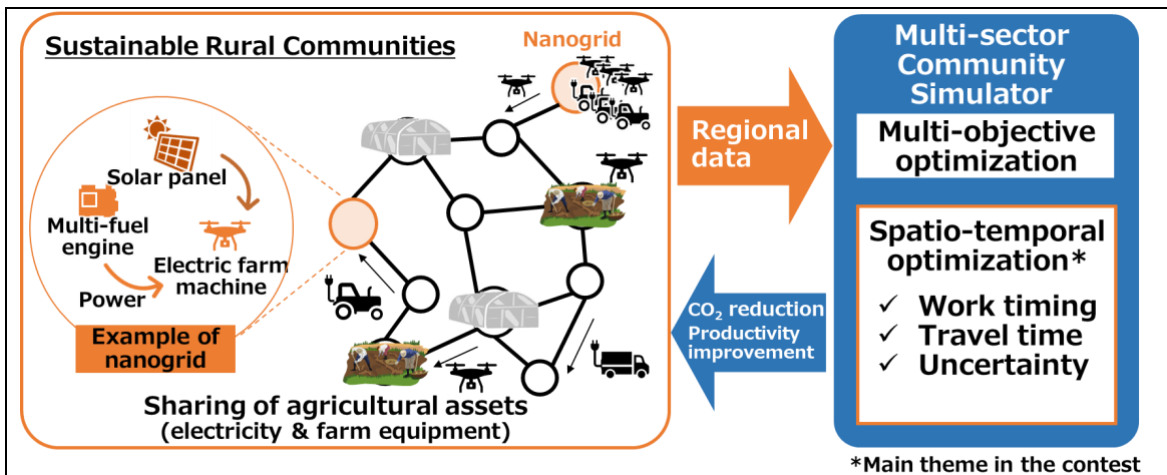 Sustainable Rural Communities
Nanogrid
Solar panel
Multi-fuel
engine
Electric farm
machine
Power
Example of
nanogrid
Sharing of agricultural assets
(electricity & farm equipment)
Regional
data
CO₂ reduction
Productivity
improvement
Multi-sector
Community
Simulator
Multi-objective
optimization
Spatio-temporal
optimization*
✓ Work timing
✓ Travel time
✓ Uncertainty
*Main theme in the contest